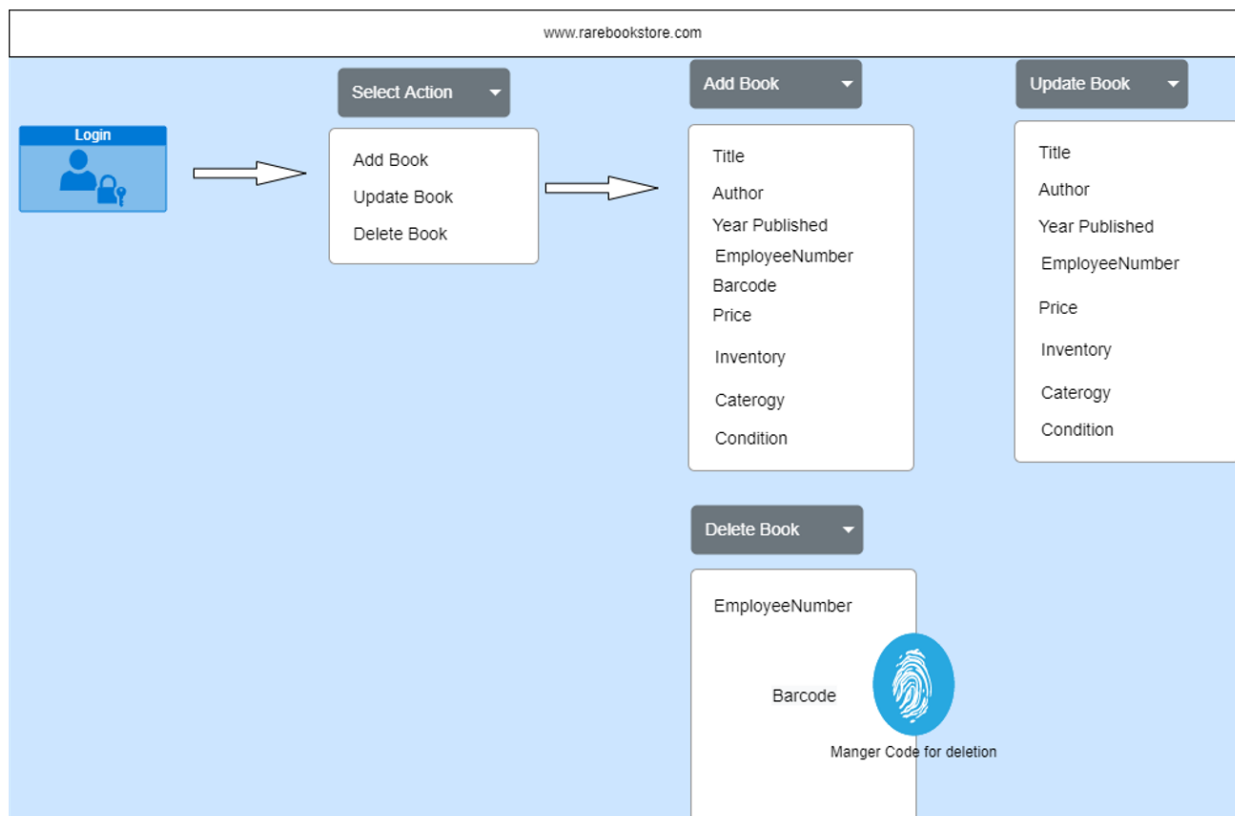 www.rarebookstore.com
Login
Select Action
Add Book
Update Book
Delete Book
Add Book
Title
Author
Year Published
EmployeeNumber
Barcode
Price
Inventory
Caterogy
Condition
Update Book
Title
Author
Year Published
EmployeeNumber
Price
Inventory
Caterogy
Condition
Delete Book
EmployeeNumber
Barcode
Manger Code for deletion